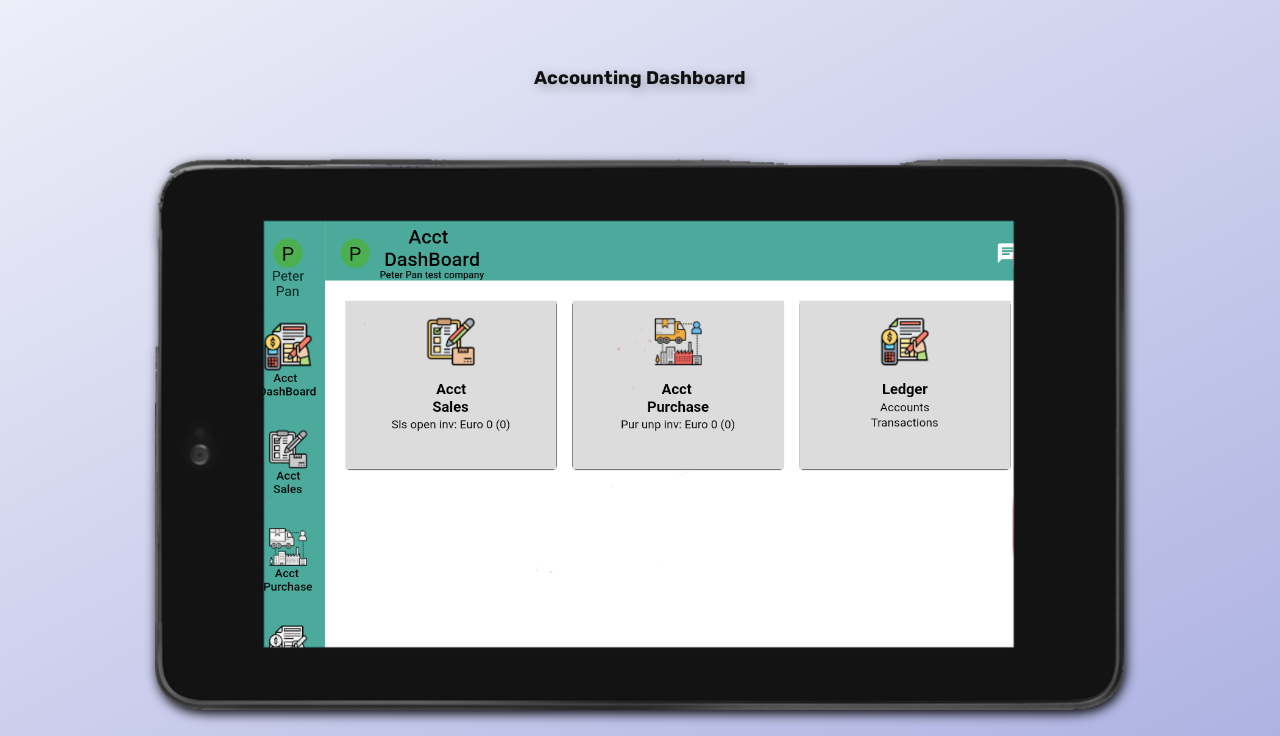 Accounting Dashboard
P
Peter
Pan
Acct
DashBoard
Acct
Sales
Acct
Purchase
P
Acct
DashBoard
Peter Pan test company
Acct
Sales
Sls open inv: Euro 0 (0)
Acct
Purchase
Pur unp inv: Euro 0 (0)
Ledger
Accounts
Transactions